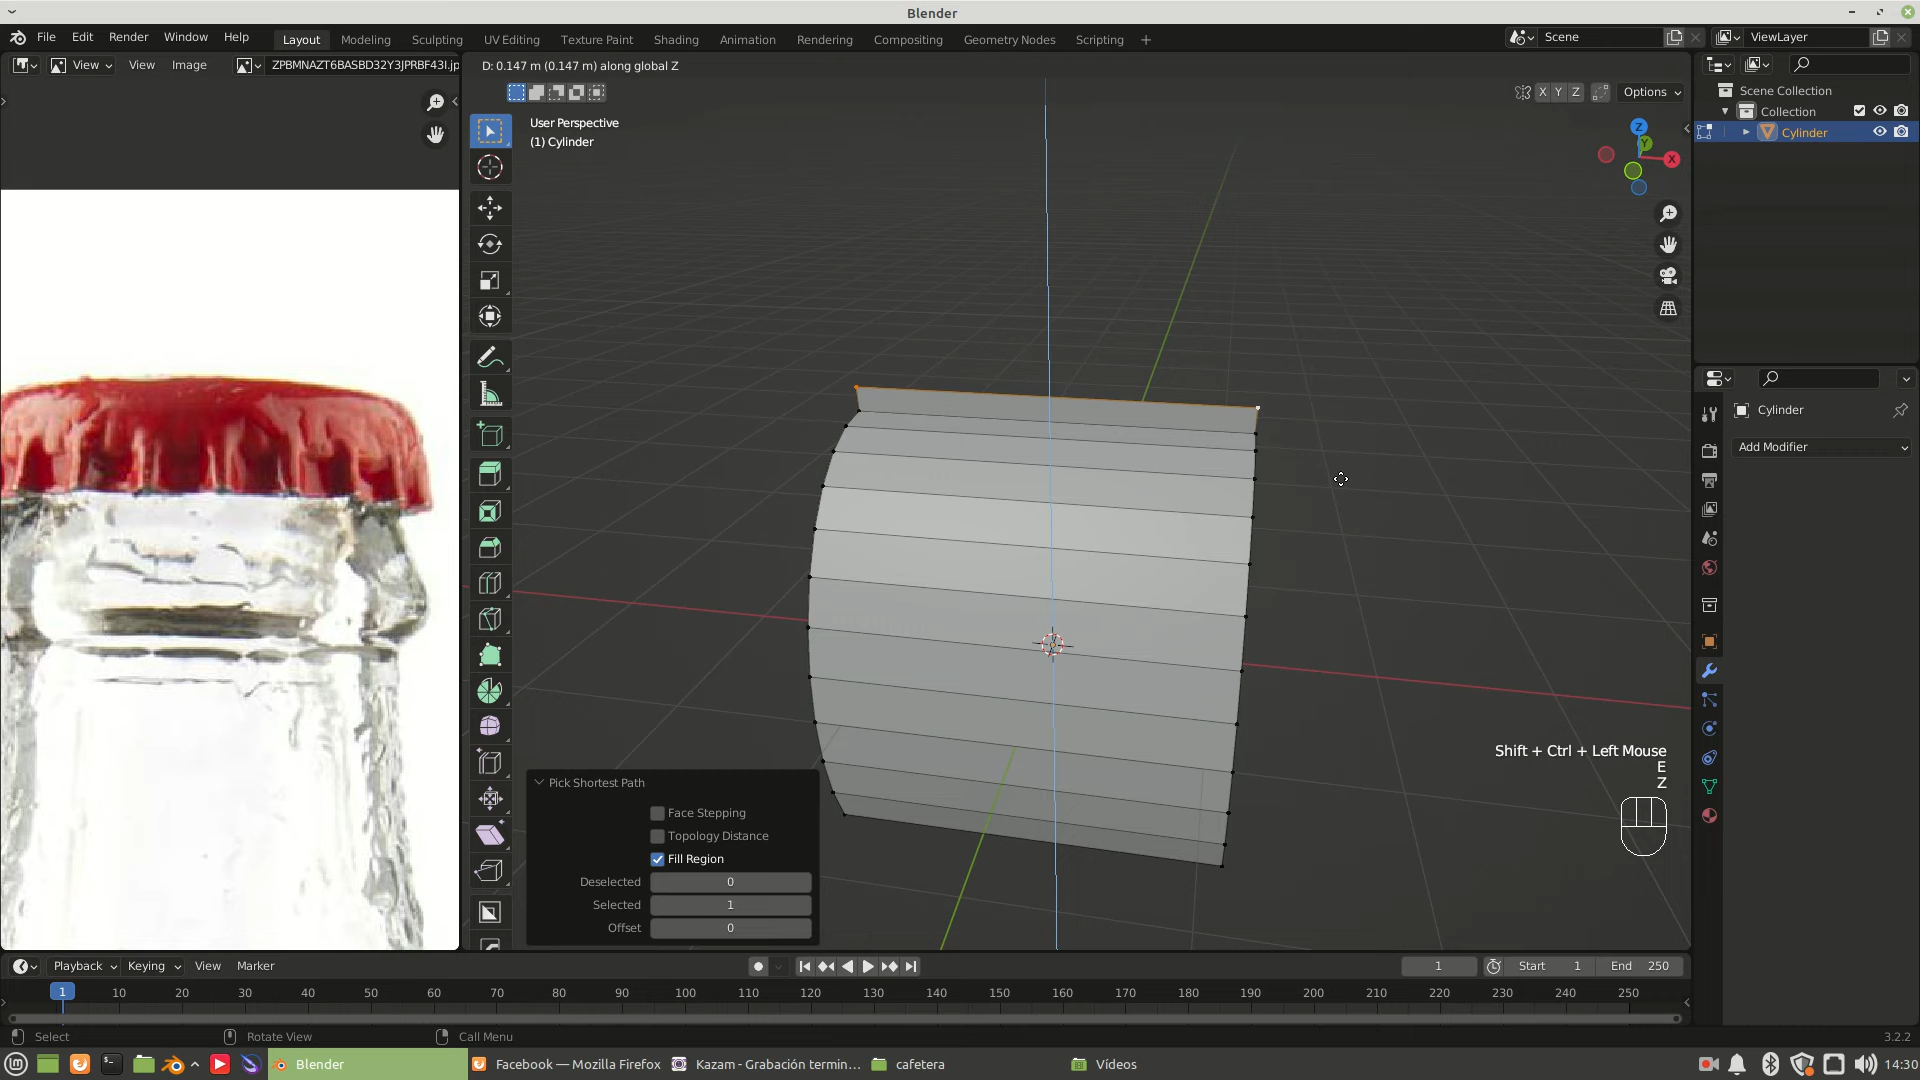 Blender
File Edit Render Window Help
Layout Modeling Sculpting UV Editing Texture Paint Shading Animation Rendering Compositing Geometry Nodes Scripting +
Scene
ViewLayer
View View Image ZPBMNAZT6BASBD32Y3JPRBF43I.jp
D: 0.147 m (0.147 m) along global Z
X Y Z Options
Scene Collection
Collection
Cylinder
User Perspective
(1) Cylinder
Z
Y
X
Cylinder
Add Modifier
Shift + Ctrl + Left Mouse
E
Z
Pick Shortest Path
Face Stepping
Topology Distance
Fill Region
Deselected 0
Selected 1
Offset 0
Playback Keying View Marker
1 Start 1 End 250
1 10 20 30 40 50 60 70 80 90 100 110 120 130 140 150 160 170 180 190 200 210 220 230 240 250
Select Rotate View Call Menu 3.2.2
Blender Facebook — Mozilla Firefox Kazam - Grabación termin... cafetera Vídeos 14:30